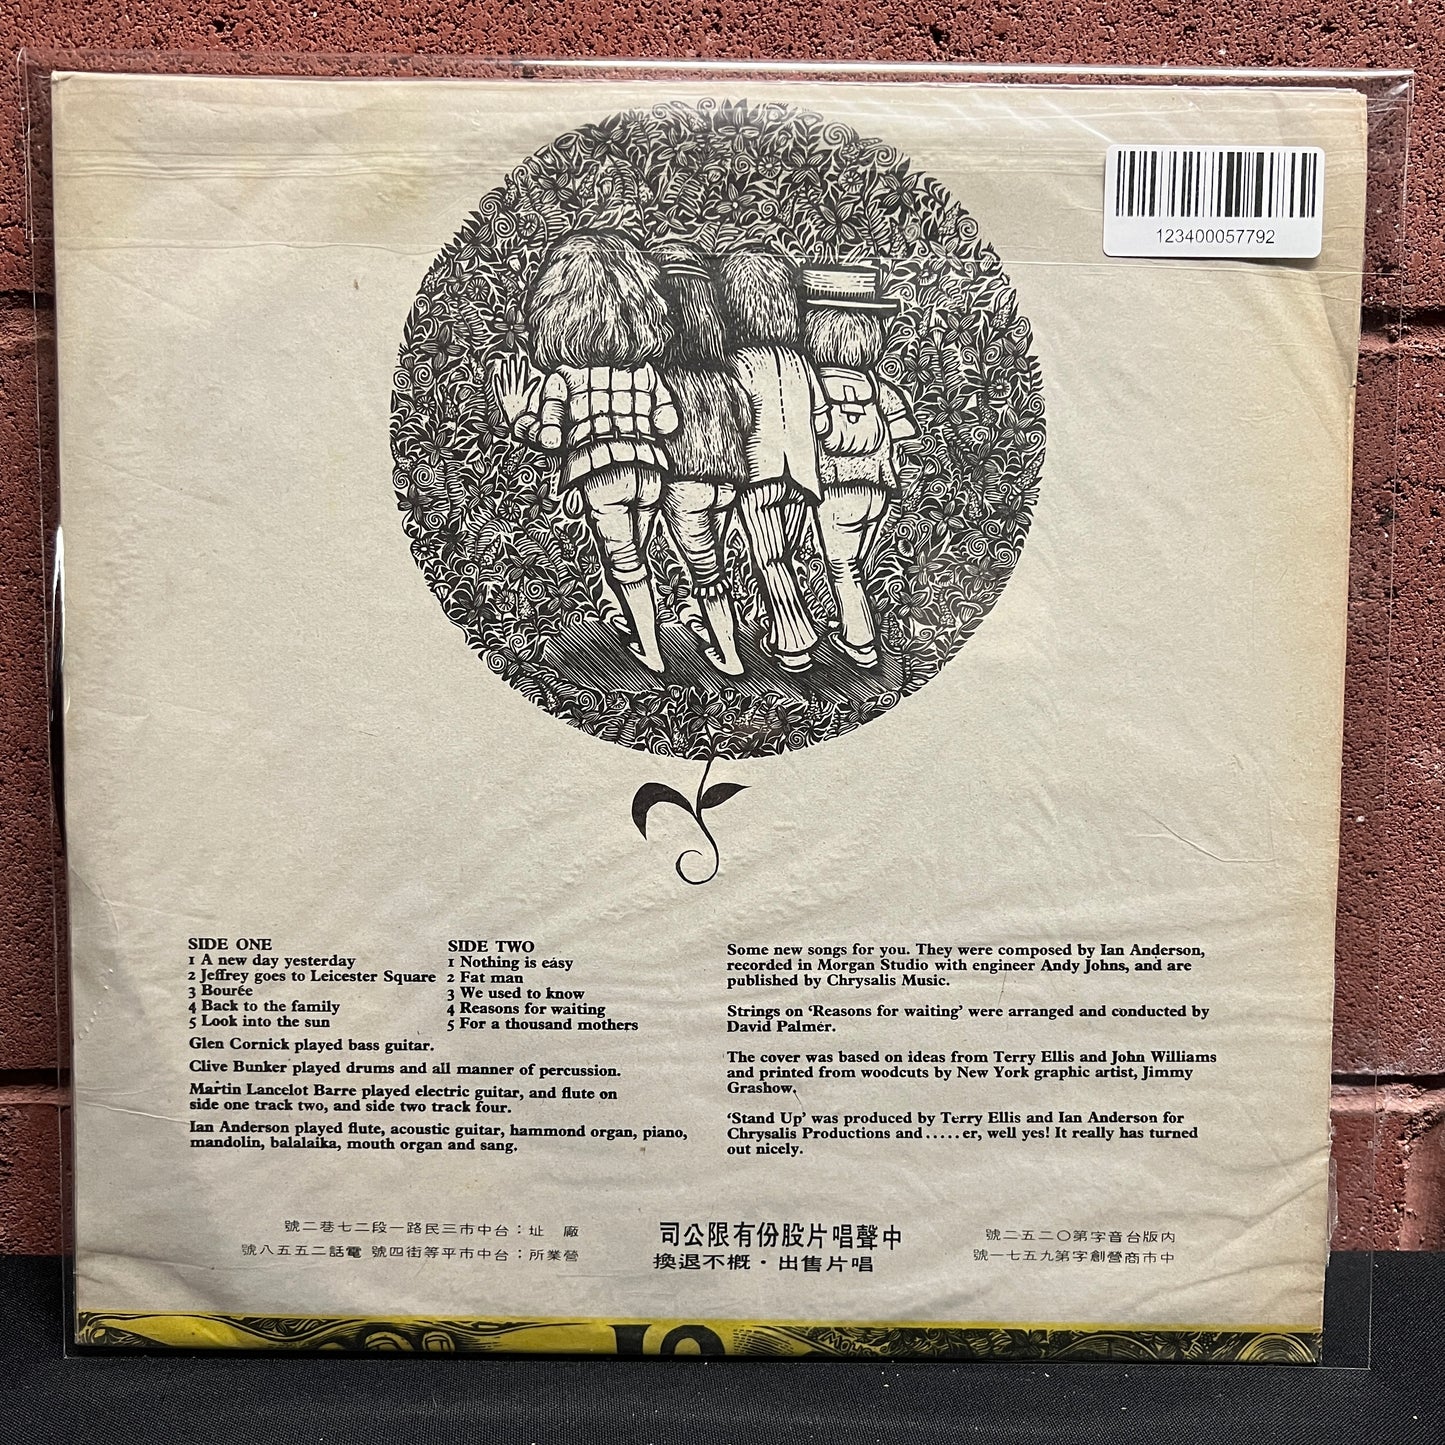 123400057792
SIDE ONE
1 A new day yesterday
2 Jeffrey goes to Leicester Square
3 Bourée
4 Back to the family
5 Look into the sun
SIDE TWO
1 Nothing is easy
2 Fat man
3 We used to know
4 Reasons for waiting
5 For a thousand mothers
Glen Cornick played bass guitar.
Clive Bunker played drums and all manner of percussion.
Martin Lancelot Barre played electric guitar, and flute on
side one track two, and side two track four.
Ian Anderson played flute, acoustic guitar, hammond organ, piano,
mandolin, balalaika, mouth organ and sang.
Some new songs for you. They were composed by Ian Anderson,
recorded in Morgan Studio with engineer Andy Johns, and are
published by Chrysalis Music.
Strings on ‘Reasons for waiting’ were arranged and conducted by
David Palmer.
The cover was based on ideas from Terry Ellis and John Williams
and printed from woodcuts by New York graphic artist, Jimmy
Grashow.
‘Stand Up’ was produced by Terry Ellis and Ian Anderson for
Chrysalis Productions and.....er, well yes! It really has turned
out nicely.
內版台音字第〇二五二號
中市商營創字第九五七一號
中聲唱片股份有限公司
唱片售出・概不退換
廠 址：台中市三民路一段二七巷二號
營業所：台中市平等街四號 電話二二五五八號